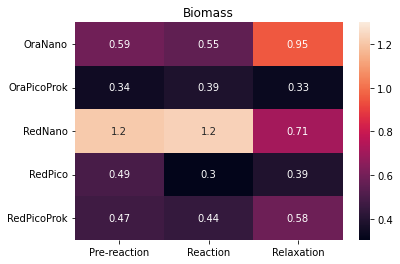 Biomass
OraNano 0.59 0.55 0.95
1.2
OraPicoProk 0.34 0.39 0.33
1.0
RedNano 1.2 1.2 0.71
0.8
RedPico 0.49 0.3 0.39
0.6
RedPicoProk 0.47 0.44 0.58
0.4
Pre-reaction Reaction Relaxation